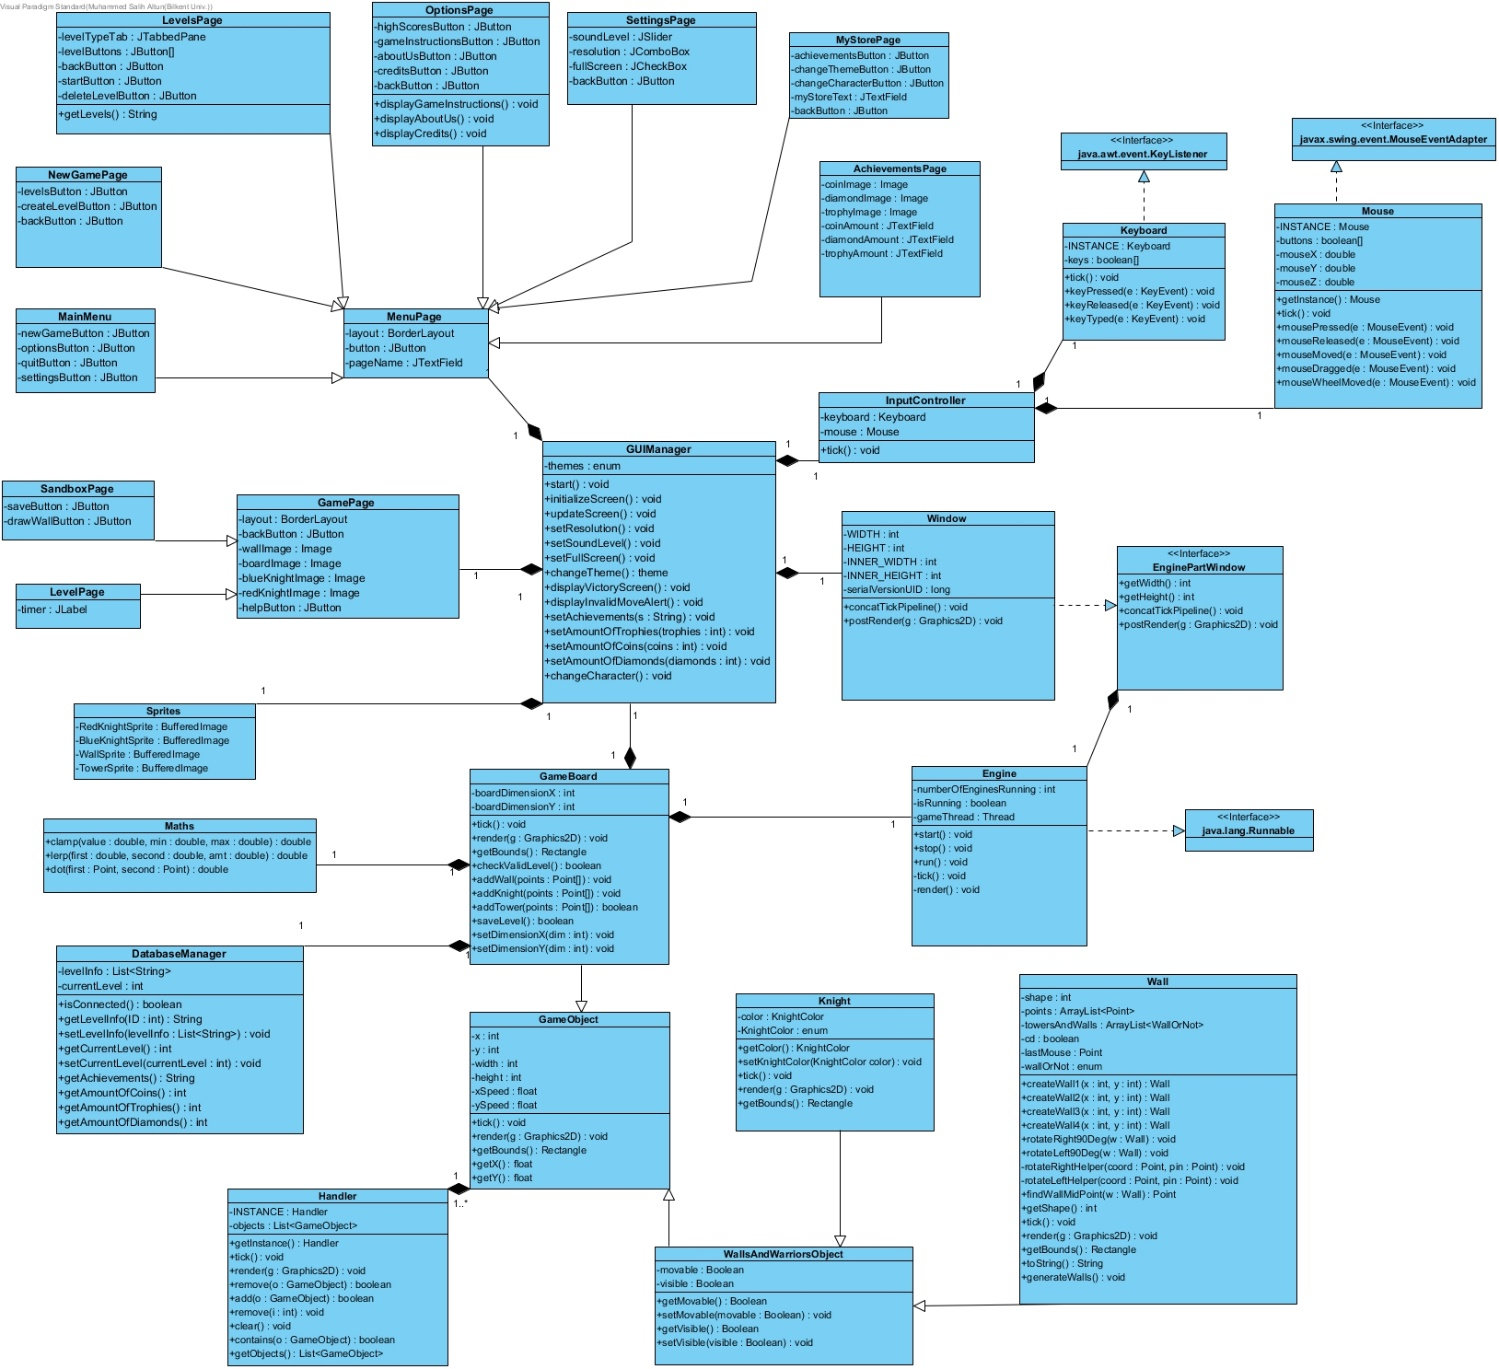 Visual Paradigm Standard(Muhammed Salih Altun(Bilkent Univ.))
LevelsPage
-levelTypeTab : JTabbedPane
-levelButtons : JButton[]
-backButton : JButton
-startButton : JButton
-deleteLevelButton : JButton
+getLevels() : String
OptionsPage
-highScoresButton : JButton
-gameInstructionsButton : JButton
-aboutUsButton : JButton
-creditsButton : JButton
-backButton : JButton
+displayGameInstructions() : void
+displayAboutUs() : void
+displayCredits() : void
SettingsPage
-soundLevel : JSlider
-resolution : JComboBox
-fullScreen : JCheckBox
-backButton : JButton
MyStorePage
-achievementsButton : JButton
-changeThemeButton : JButton
-changeCharacterButton : JButton
-myStoreText : JTextField
-backButton : JButton
<<Interface>>
java.awt.event.KeyListener
<<Interface>>
javax.swing.event.MouseEventAdapter
NewGamePage
-levelsButton : JButton
-createLevelButton : JButton
-backButton : JButton
AchievementsPage
-coinImage : Image
-diamondImage : Image
-trophyImage : Image
-coinAmount : JTextField
-diamondAmount : JTextField
-trophyAmount : JTextField
Keyboard
-INSTANCE : Keyboard
-keys : boolean[]
+tick() : void
+keyPressed(e : KeyEvent) : void
+keyReleased(e : KeyEvent) : void
+keyTyped(e : KeyEvent) : void
1
1
Mouse
-INSTANCE : Mouse
-buttons : boolean[]
-mouseX : double
-mouseY : double
-mouseZ : double
+getInstance() : Mouse
+tick() : void
+mousePressed(e : MouseEvent) : void
+mouseReleased(e : MouseEvent) : void
+mouseMoved(e : MouseEvent) : void
+mouseDragged(e : MouseEvent) : void
+mouseWheelMoved(e : MouseEvent) : void
1
1
MainMenu
-newGameButton : JButton
-optionsButton : JButton
-quitButton : JButton
-settingsButton : JButton
MenuPage
-layout : BorderLayout
-button : JButton
-pageName : JTextField
1
InputController
-keyboard : Keyboard
-mouse : Mouse
+tick() : void
1
1
GUIManager
-themes : enum
+start() : void
+initializeScreen() : void
+updateScreen() : void
+setResolution() : void
+setSoundLevel() : void
+setFullScreen() : void
+changeTheme() : theme
+displayVictoryScreen() : void
+displayInvalidMoveAlert() : void
+setAchievements(s : String) : void
+setAmountOfTrophies(trophies : int) : void
+setAmountOfCoins(coins : int) : void
+setAmountOfDiamonds(diamonds : int) : void
+changeCharacter() : void
SandboxPage
-saveButton : JButton
-drawWallButton : JButton
LevelPage
-timer : JLabel
GamePage
-layout : BorderLayout
-backButton : JButton
-wallImage : Image
-boardImage : Image
-blueKnightImage : Image
-redKnightImage : Image
-helpButton : JButton
1
1
1
1
Window
-WIDTH : int
-HEIGHT : int
-INNER_WIDTH : int
-INNER_HEIGHT : int
-serialVersionUID : long
+concatTickPipeline() : void
+postRender(g : Graphics2D) : void
<<Interface>>
EnginePartWindow
+getWidth() : int
+getHeight() : int
+concatTickPipeline() : void
+postRender(g : Graphics2D) : void
1
1
Sprites
-RedKnightSprite : BufferedImage
-BlueKnightSprite : BufferedImage
-WallSprite : BufferedImage
-TowerSprite : BufferedImage
1
1
1
1
GameBoard
-boardDimensionX : int
-boardDimensionY : int
+tick() : void
+render(g : Graphics2D) : void
+getBounds() : Rectangle
+checkValidLevel() : boolean
+addWall(points : Point[]) : void
+addKnight(points : Point[]) : void
+addTower(points : Point[]) : boolean
+saveLevel() : boolean
+setDimensionX(dim : int) : void
+setDimensionY(dim : int) : void
1
1
Engine
-numberOfEnginesRunning : int
-isRunning : boolean
-gameThread : Thread
+start() : void
+stop() : void
+run() : void
-tick() : void
-render() : void
<<Interface>>
java.lang.Runnable
Maths
+clamp(value : double, min : double, max : double) : double
+lerp(first : double, second : double, amt : double) : double
+dot(first : Point, second : Point) : double
1
1
1
1
DatabaseManager
-levelInfo : List<String>
-currentLevel : int
+isConnected() : boolean
+getLevelInfo(ID : int) : String
+setLevelInfo(levelInfo : List<String>) : void
+getCurrentLevel() : int
+setCurrentLevel(currentLevel : int) : void
+getAchievements() : String
+getAmountOfCoins() : int
+getAmountOfTrophies() : int
+getAmountOfDiamonds() : int
GameObject
-x : int
-y : int
-width : int
-height : int
-xSpeed : float
-ySpeed : float
+tick() : void
+render(g : Graphics2D) : void
+getBounds() : Rectangle
+getX() : float
+getY() : float
1
1..*
Knight
-color : KnightColor
-KnightColor : enum
+getColor() : KnightColor
+setKnightColor(KnightColor color) : void
+tick() : void
+render(g : Graphics2D) : void
+getBounds() : Rectangle
Wall
-shape : int
-points : ArrayList<Point>
-towersAndWalls : ArrayList<WallOrNot>
-cd : boolean
-lastMouse : Point
-wallOrNot : enum
+createWall1(x : int, y : int) : Wall
+createWall2(x : int, y : int) : Wall
+createWall3(x : int, y : int) : Wall
+createWall4(x : int, y : int) : Wall
+rotateRight90Deg(w : Wall) : void
+rotateLeft90Deg(w : Wall) : void
-rotateRightHelper(coord : Point, pin : Point) : void
-rotateLeftHelper(coord : Point, pin : Point) : void
+findWallMidPoint(w : Wall) : Point
+getShape() : int
+tick() : void
+render(g : Graphics2D) : void
+getBounds() : Rectangle
+toString() : String
+generateWalls() : void
Handler
-INSTANCE : Handler
-objects : List<GameObject>
+getInstance() : Handler
+tick() : void
+render(g : Graphics2D) : void
+remove(o : GameObject) : boolean
+add(o : GameObject) : boolean
+remove(i : int) : void
+clear() : void
+contains(o : GameObject) : boolean
+getObjects() : List<GameObject>
WallsAndWarriorsObject
-movable : Boolean
-visible : Boolean
+getMovable() : Boolean
+setMovable(movable : Boolean) : void
+getVisible() : Boolean
+setVisible(visible : Boolean) : void